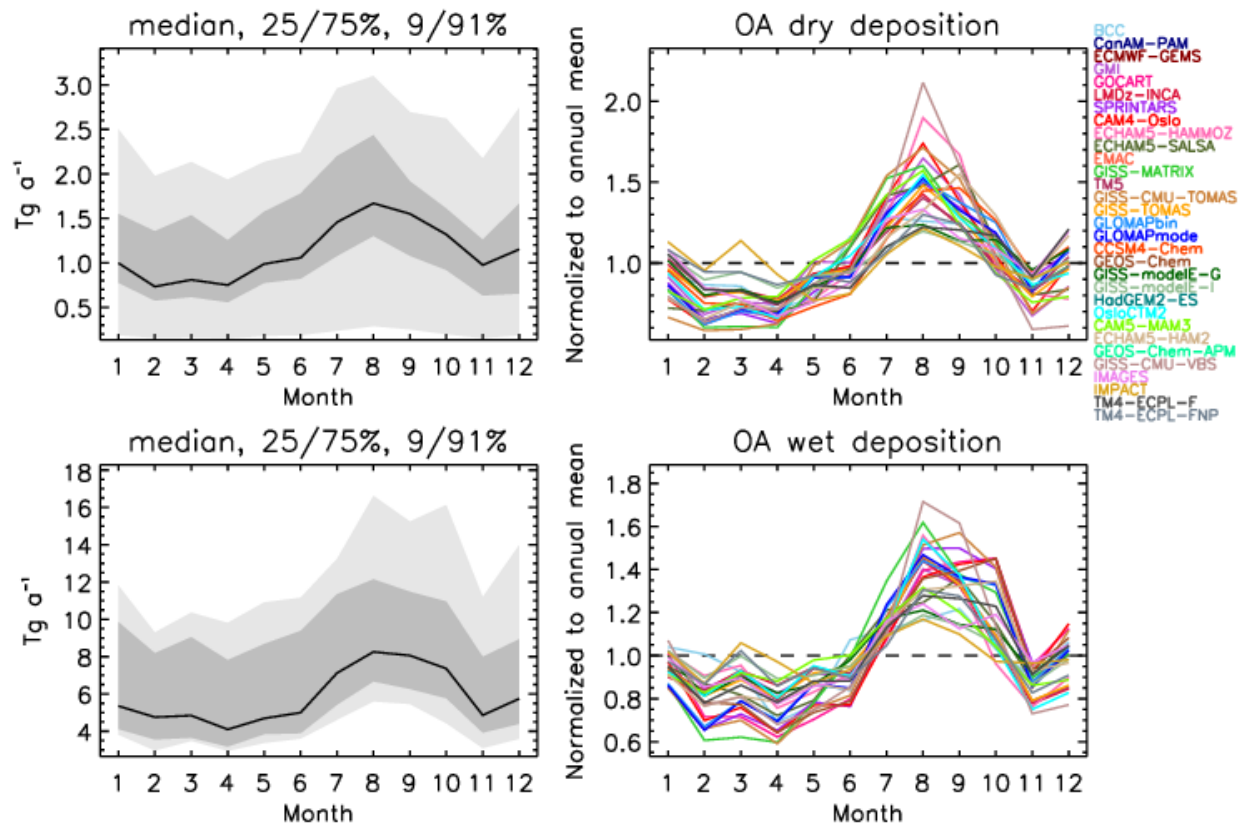 median, 25/75%, 9/91%
3.0
2.5
2.0
1.5
1.0
0.5
Tg a⁻¹
1 2 3 4 5 6 7 8 9 10 11 12
Month
OA dry deposition
Normalized to annual mean
2.0
1.5
1.0
1 2 3 4 5 6 7 8 9 10 11 12
Month
BCC
CanAM-PAM
ECMWF-GEMS
GMI
GOCART
LMDz-INCA
SPRINTARS
CAM4-Oslo
ECHAM5-HAMMOZ
ECHAM5-SALSA
EMAC
GISS-MATRIX
TM5
GISS-CMU-TOMAS
GISS-TOMAS
GLOMAPbin
GLOMAPmode
CCSM4-Chem
GEOS-Chem
GISS-modelE-G
GISS-modelE-I
HadGEM2-ES
OsloCTM2
CAM5-MAM3
ECHAM5-HAM2
GEOS-Chem-APM
GISS-CMU-VBS
IMAGES
IMPACT
TM4-ECPL-F
TM4-ECPL-FNP
median, 25/75%, 9/91%
18
16
14
12
10
8
6
4
Tg a⁻¹
1 2 3 4 5 6 7 8 9 10 11 12
Month
OA wet deposition
Normalized to annual mean
1.8
1.6
1.4
1.2
1.0
0.8
0.6
1 2 3 4 5 6 7 8 9 10 11 12
Month